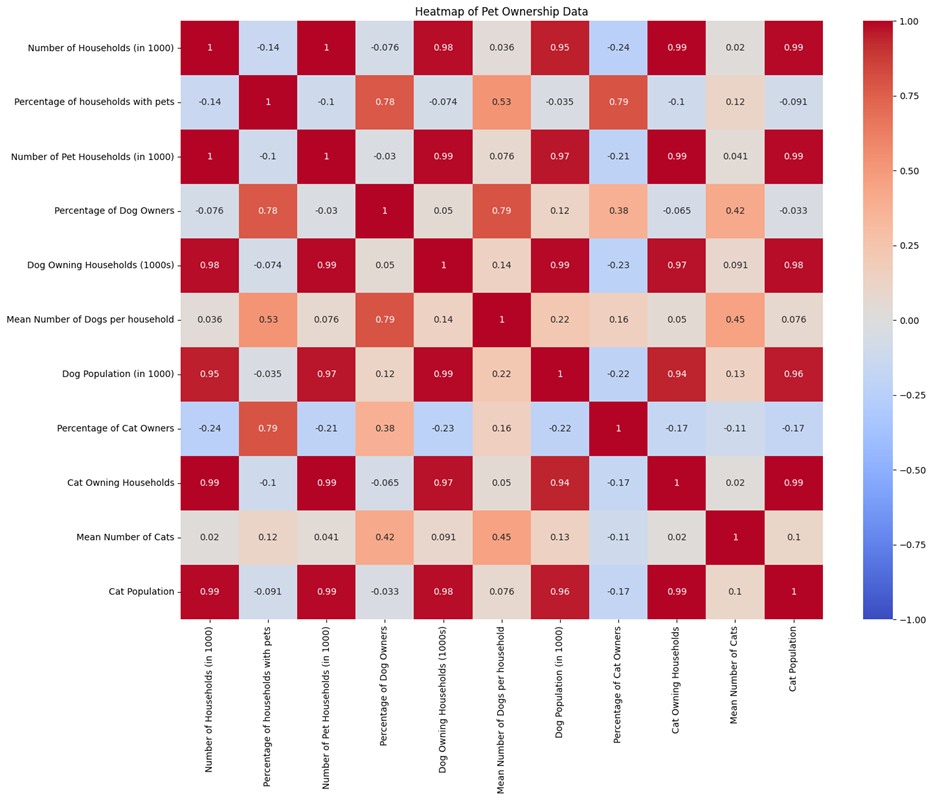 Heatmap of Pet Ownership Data
Number of Households (in 1000) 1 -0.14 1 -0.076 0.98 0.036 0.95 -0.24 0.99 0.02 0.99
Percentage of households with pets -0.14 1 -0.1 0.78 -0.074 0.53 -0.035 0.79 -0.1 0.12 -0.091
Number of Pet Households (in 1000) 1 -0.1 1 -0.03 0.99 0.076 0.97 -0.21 0.99 0.041 0.99
Percentage of Dog Owners -0.076 0.78 -0.03 1 0.05 0.79 0.12 0.38 -0.065 0.42 -0.033
Dog Owning Households (1000s) 0.98 -0.074 0.99 0.05 1 0.14 0.99 -0.23 0.97 0.091 0.98
Mean Number of Dogs per household 0.036 0.53 0.076 0.79 0.14 1 0.22 0.16 0.05 0.45 0.076
Dog Population (in 1000) 0.95 -0.035 0.97 0.12 0.99 0.22 1 -0.22 0.94 0.13 0.96
Percentage of Cat Owners -0.24 0.79 -0.21 0.38 -0.23 0.16 -0.22 1 -0.17 -0.11 -0.17
Cat Owning Households 0.99 -0.1 0.99 -0.065 0.97 0.05 0.94 -0.17 1 0.02 0.99
Mean Number of Cats 0.02 0.12 0.041 0.42 0.091 0.45 0.13 -0.11 0.02 1 0.1
Cat Population 0.99 -0.091 0.99 -0.033 0.98 0.076 0.96 -0.17 0.99 0.1 1
Number of Households (in 1000)
Percentage of households with pets
Number of Pet Households (in 1000)
Percentage of Dog Owners
Dog Owning Households (1000s)
Mean Number of Dogs per household
Dog Population (in 1000)
Percentage of Cat Owners
Cat Owning Households
Mean Number of Cats
Cat Population
1.00
0.75
0.50
0.25
0.00
−0.25
−0.50
−0.75
−1.00